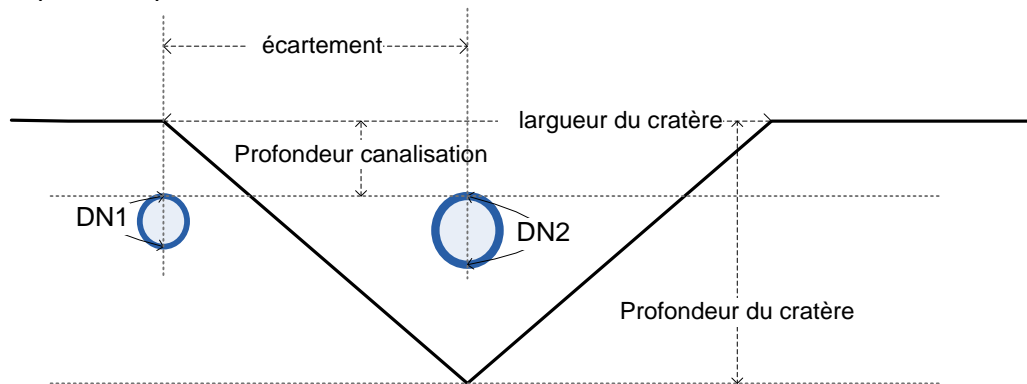 écartement
largueur du cratère
Profondeur canalisation
DN1
DN2
Profondeur du cratère